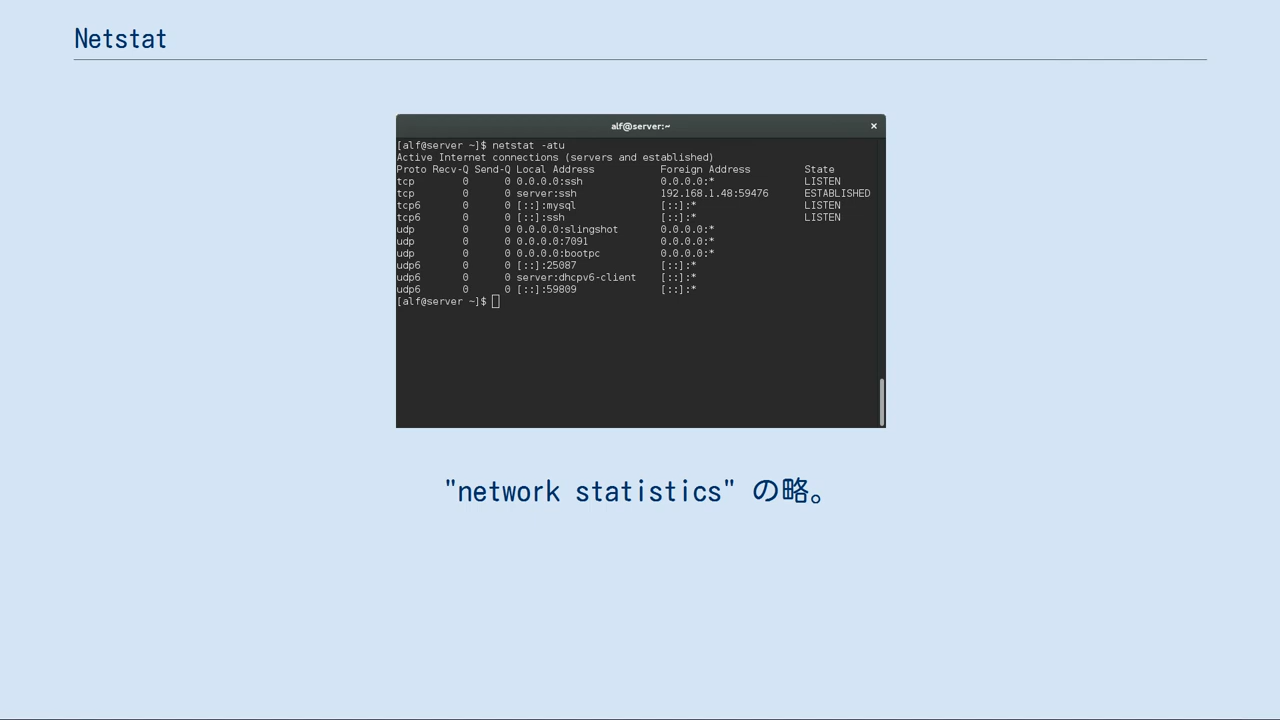 Netstat
alf@server:~ ×
[alf@server ~]$ netstat -atu
Active Internet connections (servers and established)
Proto Recv-Q Send-Q Local Address Foreign Address State
tcp 0 0 0.0.0.0:ssh 0.0.0.0:* LISTEN
tcp 0 0 server:ssh 192.168.1.48:59476 ESTABLISHED
tcp6 0 0 [::]:mysql [::]:* LISTEN
tcp6 0 0 [::]:ssh [::]:* LISTEN
udp 0 0 0.0.0.0:slingshot 0.0.0.0:*
udp 0 0 0.0.0.0:7091 0.0.0.0:*
udp 0 0 0.0.0.0:bootpc 0.0.0.0:*
udp6 0 0 [::]:25087 [::]:*
udp6 0 0 server:dhcpv6-client [::]:*
udp6 0 0 [::]:59809 [::]:*
[alf@server ~]$
"network statistics" の略。